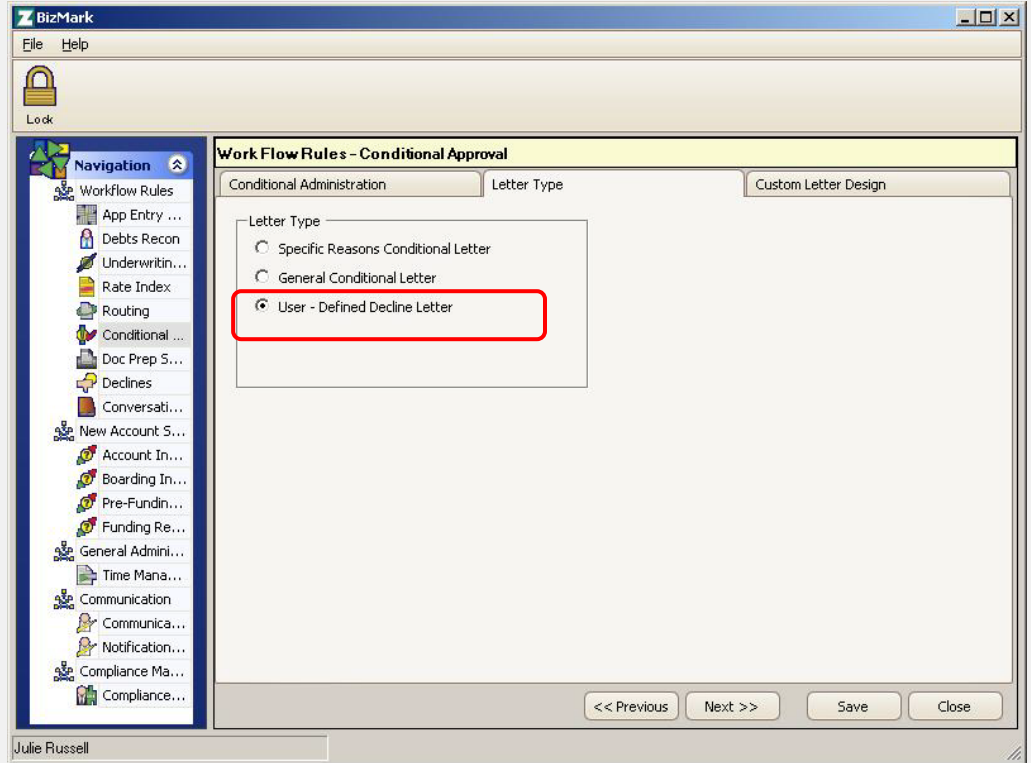 BizMark
File Help
Lock
Navigation
Workflow Rules
App Entry ...
Debts Recon
Underwritin...
Rate Index
Routing
Conditional ...
Doc Prep S...
Declines
Conversati...
New Account S...
Account In...
Boarding In...
Pre-Fundin...
Funding Re...
General Admini...
Time Mana...
Communication
Communica...
Notification...
Compliance Ma...
Compliance...
Work Flow Rules - Conditional Approval
Conditional Administration Letter Type Custom Letter Design
Letter Type
Specific Reasons Conditional Letter
General Conditional Letter
User - Defined Decline Letter
<< Previous Next >> Save Close
Julie Russell